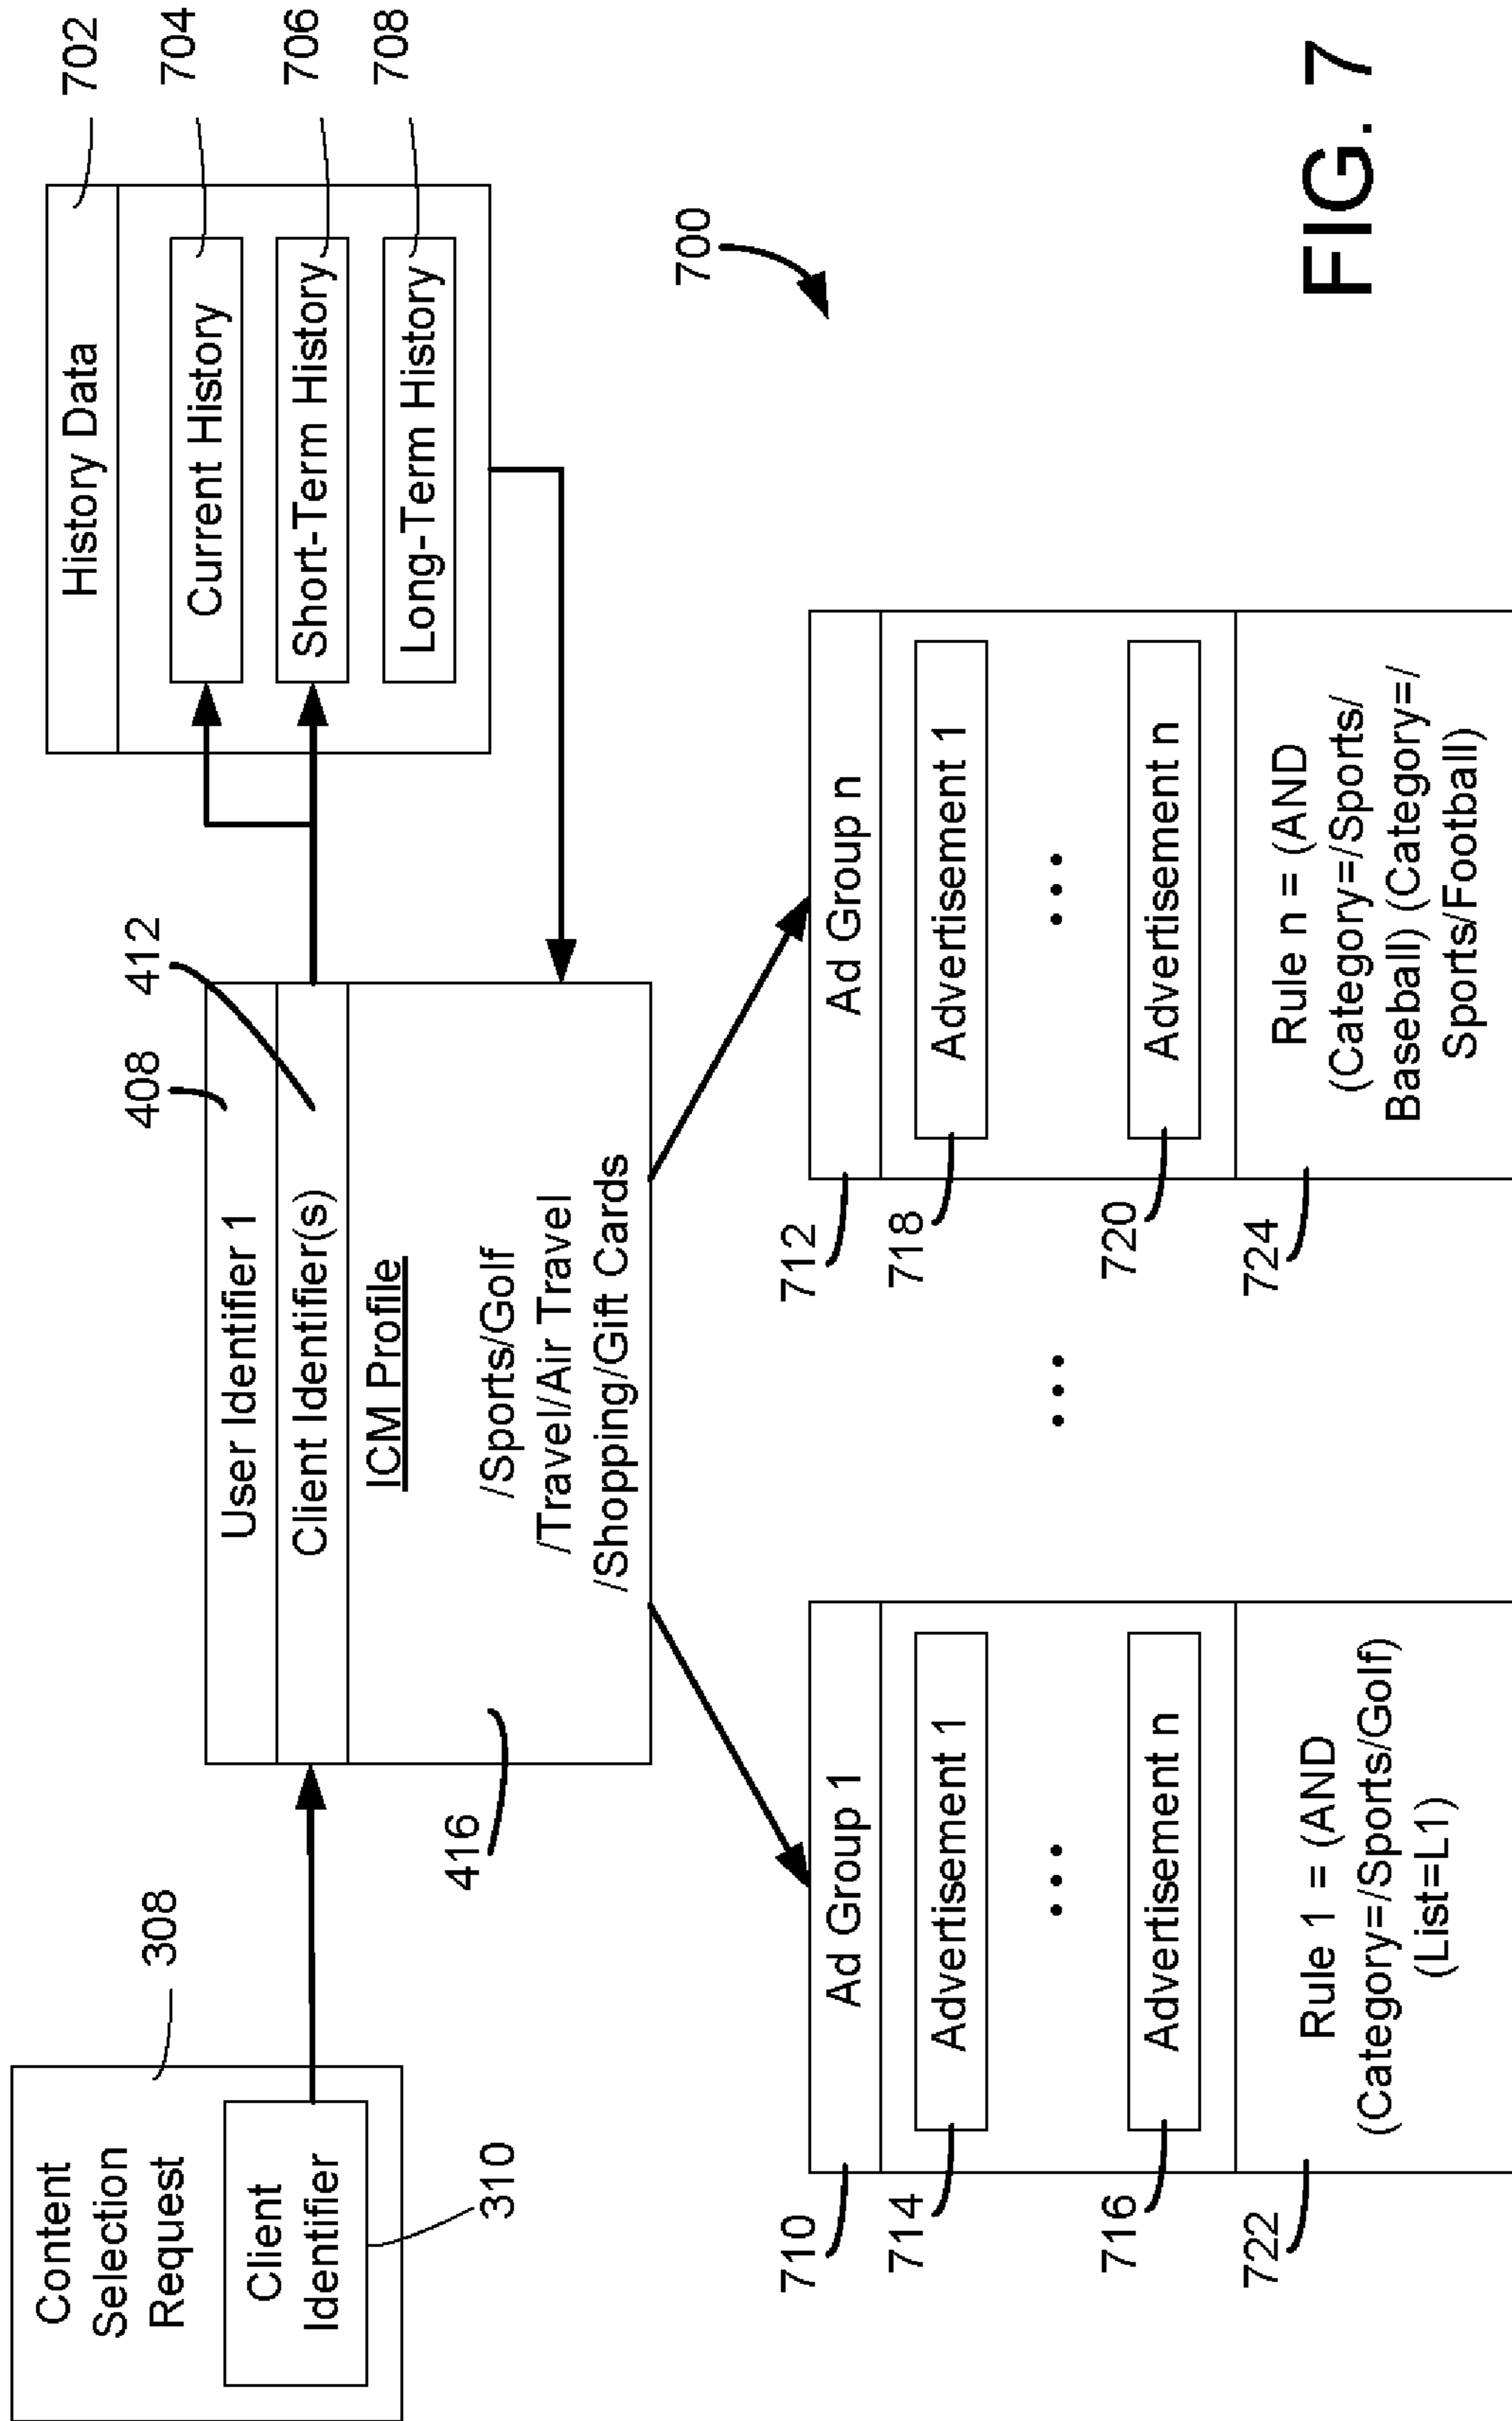 Content
Selection
Request
308
Client
Identifier
310
User Identifier 1
408
Client Identifier(s)
412
ICM Profile
/Sports/Golf
/Travel/Air Travel
/Shopping/Gift Cards
416
History Data
702
Current History
704
Short-Term History
706
Long-Term History
708
700
710
Ad Group 1
714
Advertisement 1
• • •
716
Advertisement n
722
Rule 1 = (AND
(Category=/Sports/Golf)
(List=L1)
• • •
712
Ad Group n
718
Advertisement 1
• • •
720
Advertisement n
724
Rule n = (AND
(Category=/Sports/
Baseball) (Category=/
Sports/Football)
FIG. 7